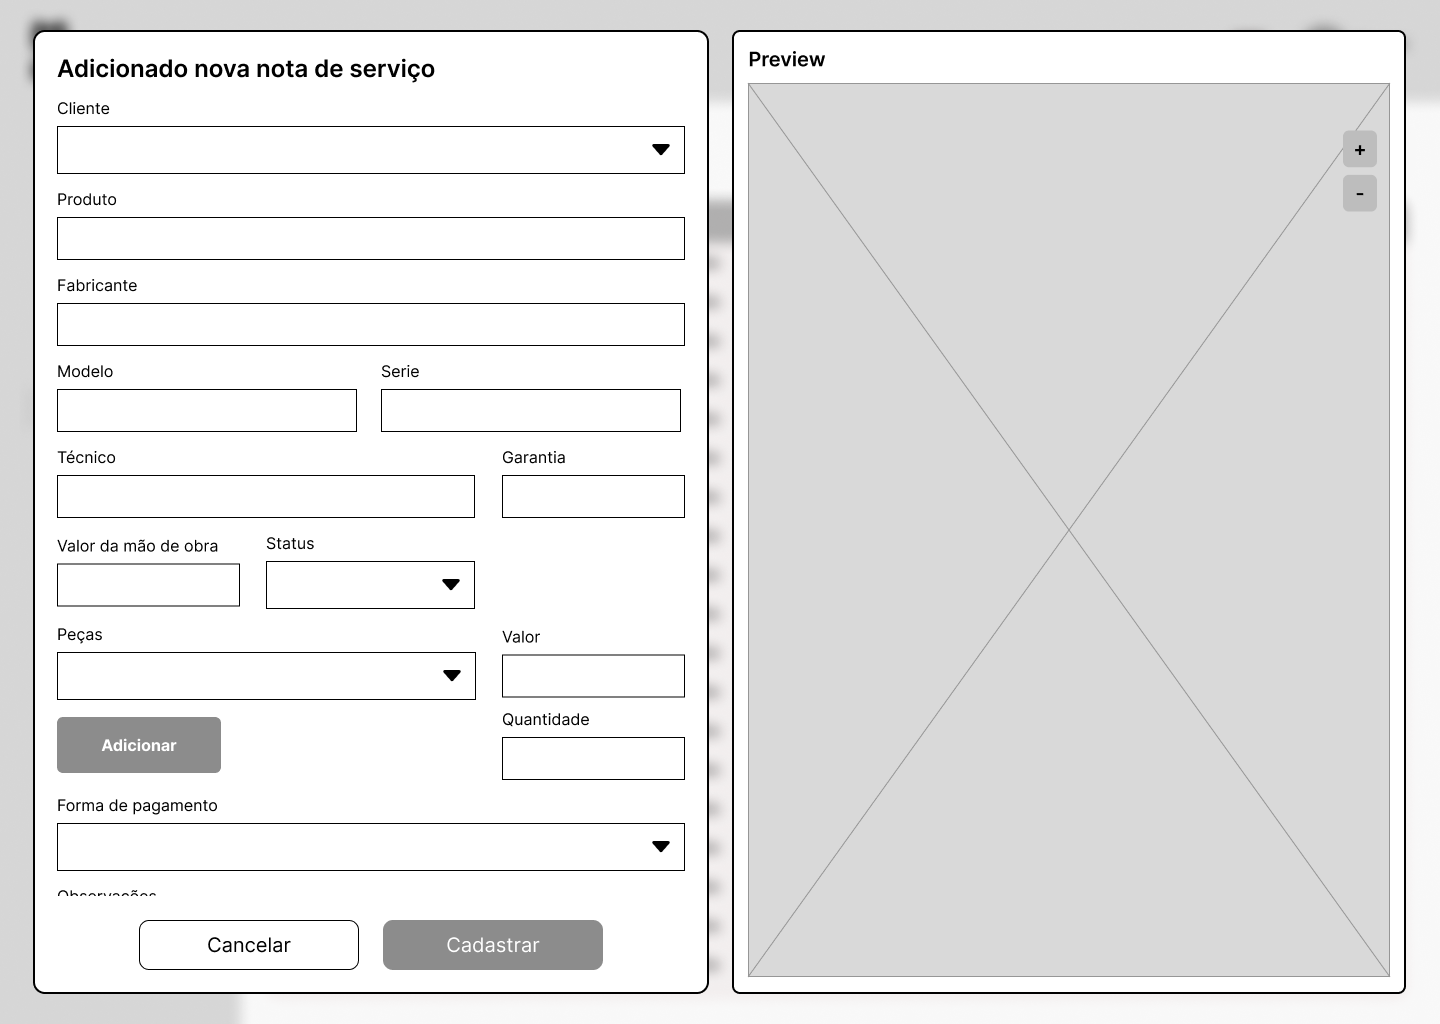 Adicionado nova nota de serviço
Cliente
Produto
Fabricante
Modelo
Serie
Técnico
Garantia
Valor da mão de obra
Status
Peças
Valor
Adicionar
Quantidade
Forma de pagamento
Observações
Cancelar
Cadastrar
Preview
+
-